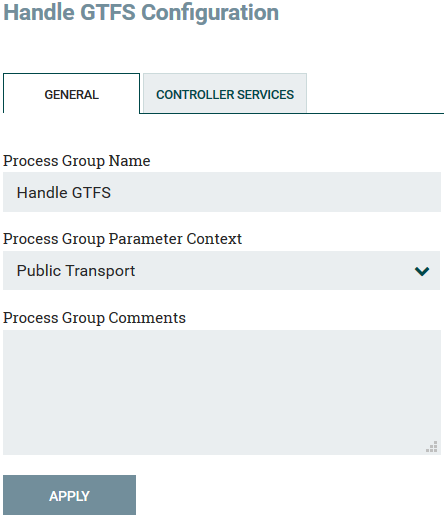 Handle GTFS Configuration
GENERAL
CONTROLLER SERVICES
Process Group Name
Handle GTFS
Process Group Parameter Context
Public Transport
Process Group Comments
APPLY